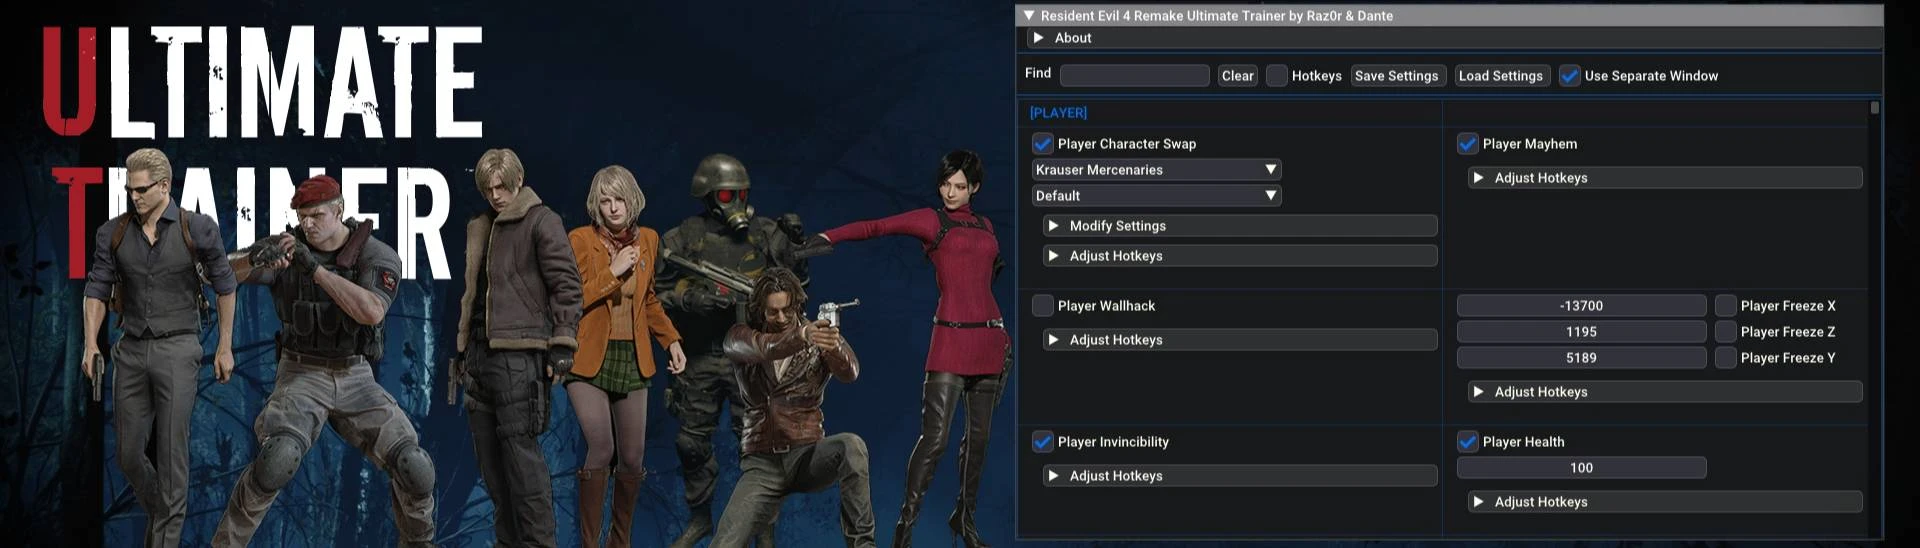 ULTIMATE
TRAINER
Resident Evil 4 Remake Ultimate Trainer by Raz0r & Dante
About
Find Clear Hotkeys Save Settings Load Settings Use Separate Window
[PLAYER]
Player Character Swap
Krauser Mercenaries
Default
Modify Settings
Adjust Hotkeys
Player Mayhem
Adjust Hotkeys
Player Wallhack
Adjust Hotkeys
-13700 Player Freeze X
1195 Player Freeze Z
5189 Player Freeze Y
Adjust Hotkeys
Player Invincibility
Adjust Hotkeys
Player Health
100
Adjust Hotkeys